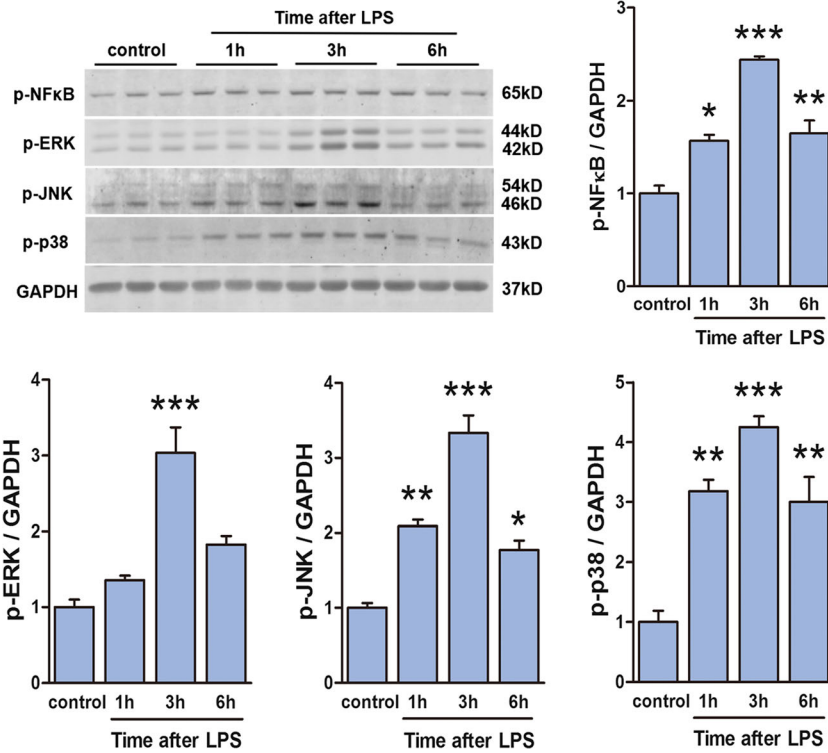 Time after LPS
control 1h 3h 6h
p-NFκB 65kD
p-ERK 44kD
42kD
p-JNK 54kD
46kD
p-p38 43kD
GAPDH 37kD
p-NFκB / GAPDH
3
2
1
0
*
***
**
control 1h 3h 6h
Time after LPS
p-ERK / GAPDH
4
3
2
1
0
***
control 1h 3h 6h
Time after LPS
p-JNK / GAPDH
4
3
2
1
0
**
***
*
control 1h 3h 6h
Time after LPS
p-p38 / GAPDH
5
4
3
2
1
0
**
***
**
control 1h 3h 6h
Time after LPS